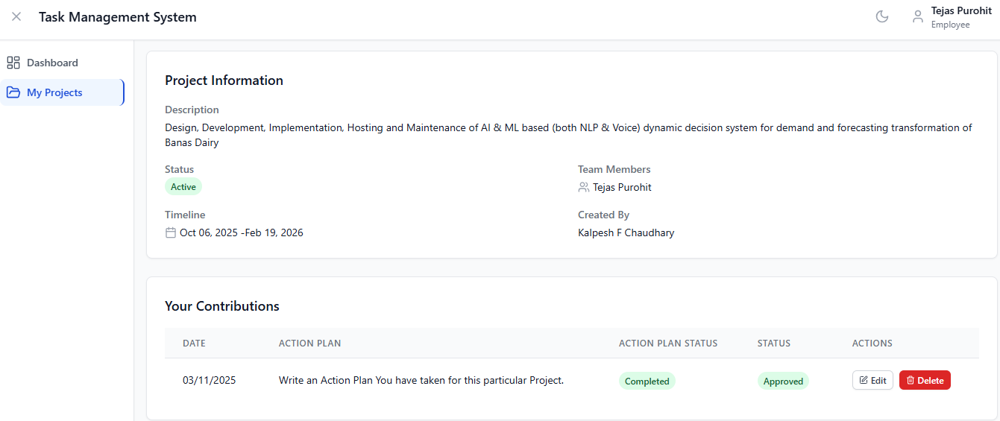 Task Management System
Tejas Purohit
Employee
Dashboard
My Projects
Project Information
Description
Design, Development, Implementation, Hosting and Maintenance of AI & ML based (both NLP & Voice) dynamic decision system for demand and forecasting transformation of
Banas Dairy
Status
Team Members
Active
Tejas Purohit
Timeline
Created By
Oct 06, 2025 -Feb 19, 2026
Kalpesh F Chaudhary
Your Contributions
DATE ACTION PLAN ACTION PLAN STATUS STATUS ACTIONS
03/11/2025 Write an Action Plan You have taken for this particular Project. Completed Approved Edit Delete